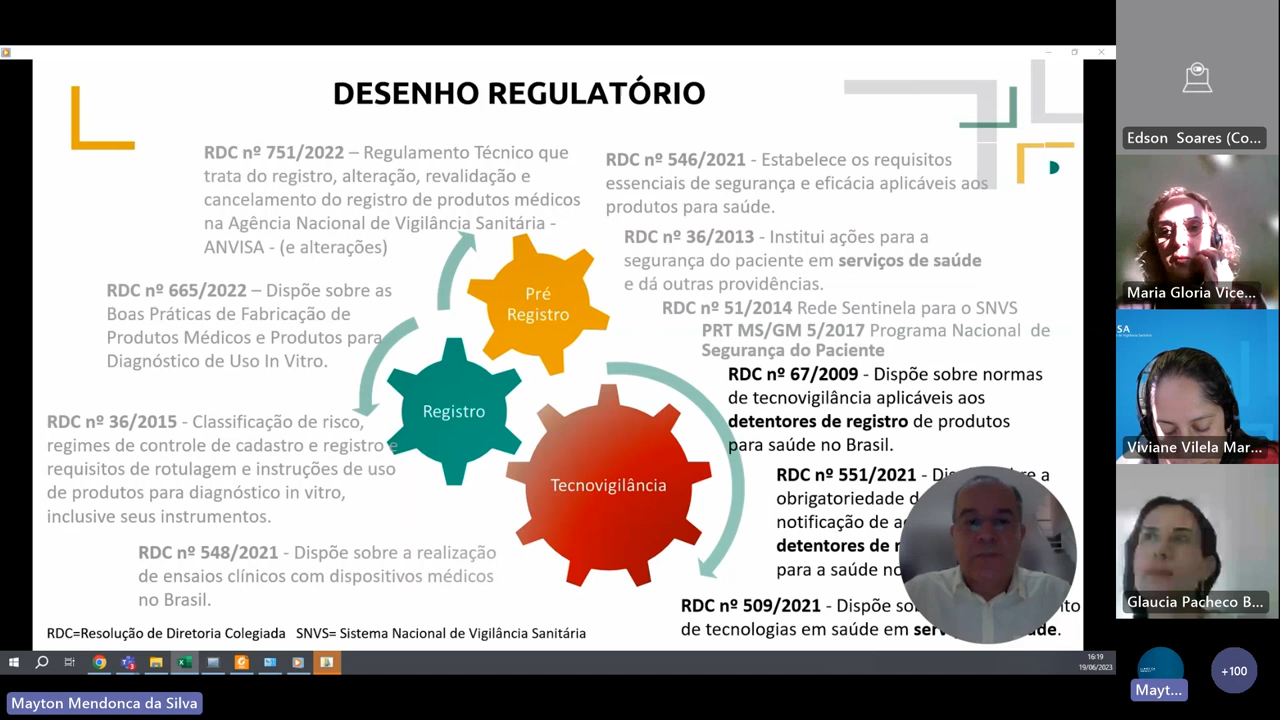 DESENHO REGULATÓRIO
RDC nº 751/2022 – Regulamento Técnico que
trata do registro, alteração, revalidação e
cancelamento do registro de produtos médicos
na Agência Nacional de Vigilância Sanitária -
ANVISA - (e alterações)
RDC nº 665/2022 – Dispõe sobre as
Boas Práticas de Fabricação de
Produtos Médicos e Produtos para
Diagnóstico de Uso In Vitro.
RDC nº 36/2015 - Classificação de risco,
regimes de controle de cadastro e registro e
requisitos de rotulagem e instruções de uso
de produtos para diagnóstico in vitro,
inclusive seus instrumentos.
RDC nº 548/2021 - Dispõe sobre a realização
de ensaios clínicos com dispositivos médicos
no Brasil.
RDC=Resolução de Diretoria Colegiada SNVS= Sistema Nacional de Vigilância Sanitária
Pré
Registro
Registro
Tecnovigilância
RDC nº 546/2021 - Estabelece os requisitos
essenciais de segurança e eficácia aplicáveis aos
produtos para saúde.
RDC nº 36/2013 - Institui ações para a
segurança do paciente em serviços de saúde
e dá outras providências.
RDC nº 51/2014 Rede Sentinela para o SNVS
PRT MS/GM 5/2017 Programa Nacional de
Segurança do Paciente
RDC nº 67/2009 - Dispõe sobre normas
de tecnovigilância aplicáveis aos
detentores de registro de produtos
para saúde no Brasil.
RDC nº 551/2021 - a
obrigatoriedade
notificação de
detentores de
para a saúde
RDC nº 509/2021 - Dispõe
de tecnologias em saúde em
Edson Soares (Co...
Maria Gloria Vice...
Viviane Vilela Mar...
Glaucia Pacheco B...
Mayt...
+100
16:19
19/06/2023
Mayton Mendonca da Silva